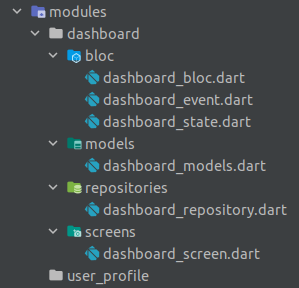 modules
dashboard
bloc
dashboard_bloc.dart
dashboard_event.dart
dashboard_state.dart
models
dashboard_models.dart
repositories
dashboard_repository.dart
screens
dashboard_screen.dart
user_profile